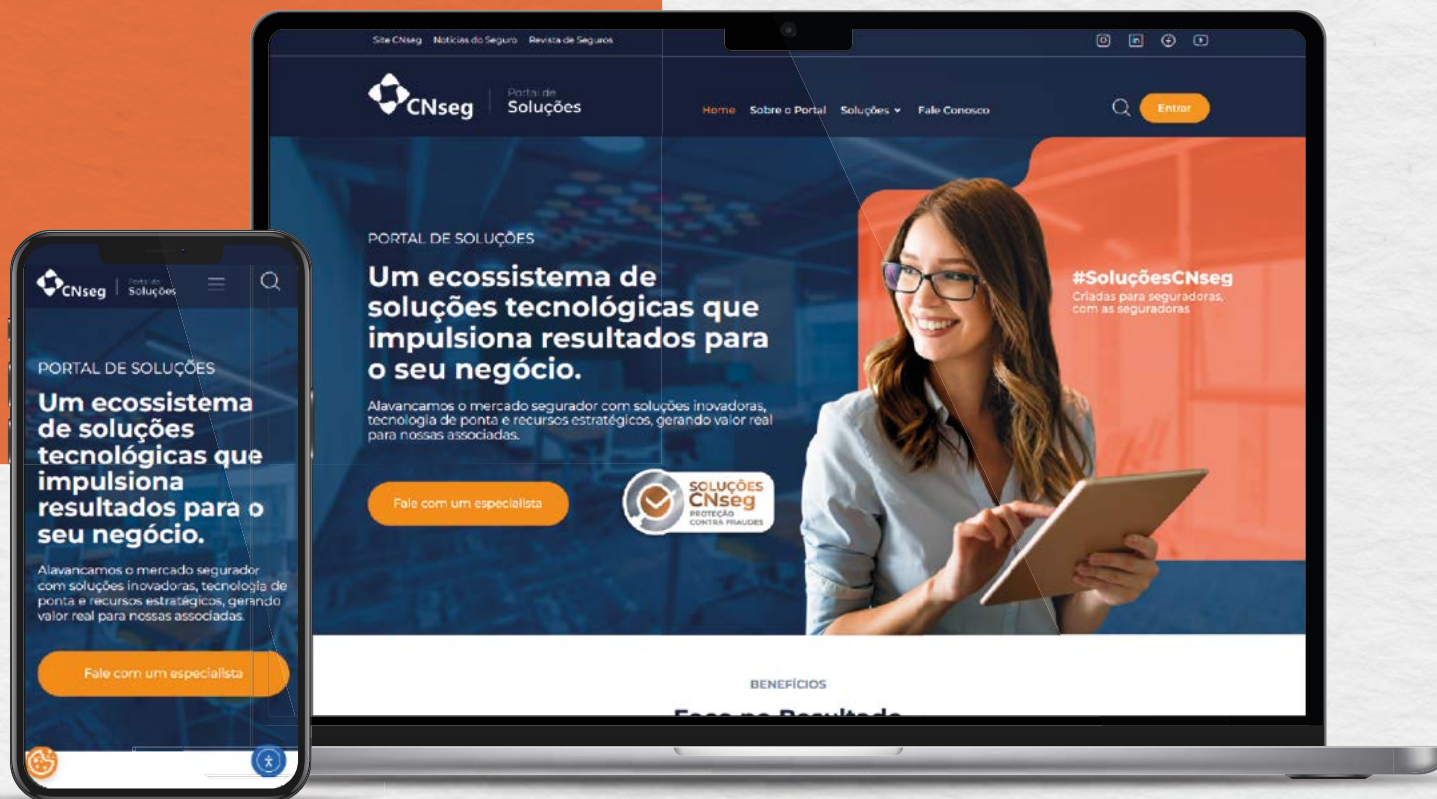 Site CNseg Notícias do Seguro Revista de Seguros
CNseg Portal de
Soluções
Home Sobre o Portal Soluções Fale Conosco
Entrar
PORTAL DE SOLUÇÕES
Um ecossistema de
soluções tecnológicas que
impulsiona resultados para
o seu negócio.
Alavancamos o mercado segurador com soluções inovadoras,
tecnologia de ponta e recursos estratégicos, gerando valor real
para nossas associadas.
Fale com um especialista
SOLUÇÕES
CNseg
PROTEÇÃO
CONTRA FRAUDES
#SoluçõesCNseg
Criadas para seguradoras,
com as seguradoras
BENEFÍCIOS
Foco no Resultado
CNseg Portal de
Soluções
PORTAL DE SOLUÇÕES
Um ecossistema
de soluções
tecnológicas que
impulsiona
resultados para o
seu negócio.
Alavancamos o mercado segurador
com soluções inovadoras, tecnologia de
ponta e recursos estratégicos, gerando
valor real para nossas associadas.
Fale com um especialista